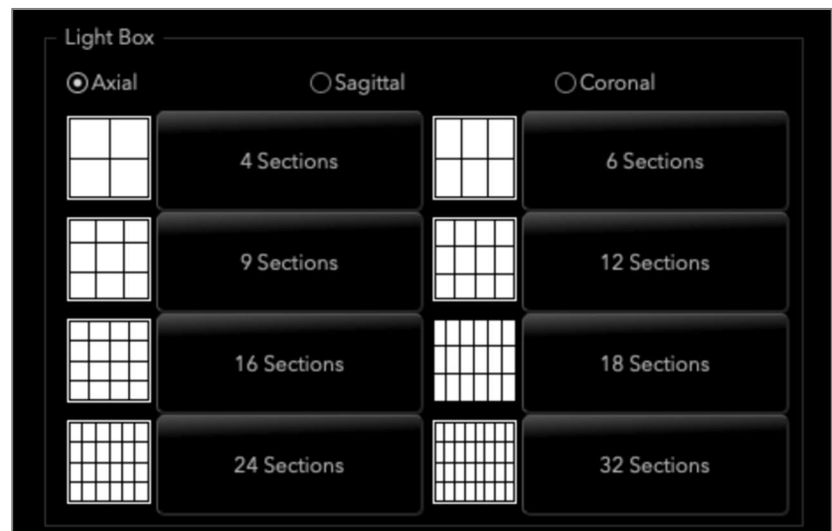 Light Box
Axial Sagittal Coronal
4 Sections 6 Sections
9 Sections 12 Sections
16 Sections 18 Sections
24 Sections 32 Sections